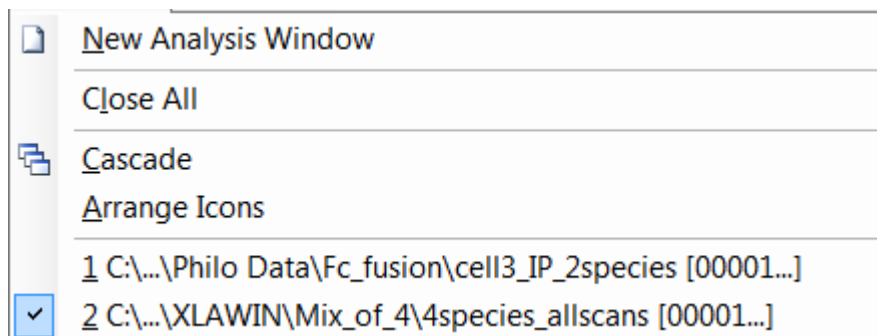 New Analysis Window
Close All
Cascade
Arrange Icons
1 C:\...\Philo Data\Fc_fusion\cell3_IP_2species [00001...]
2 C:\...\XLAWIN\Mix_of_4\4species_allscans [00001...]